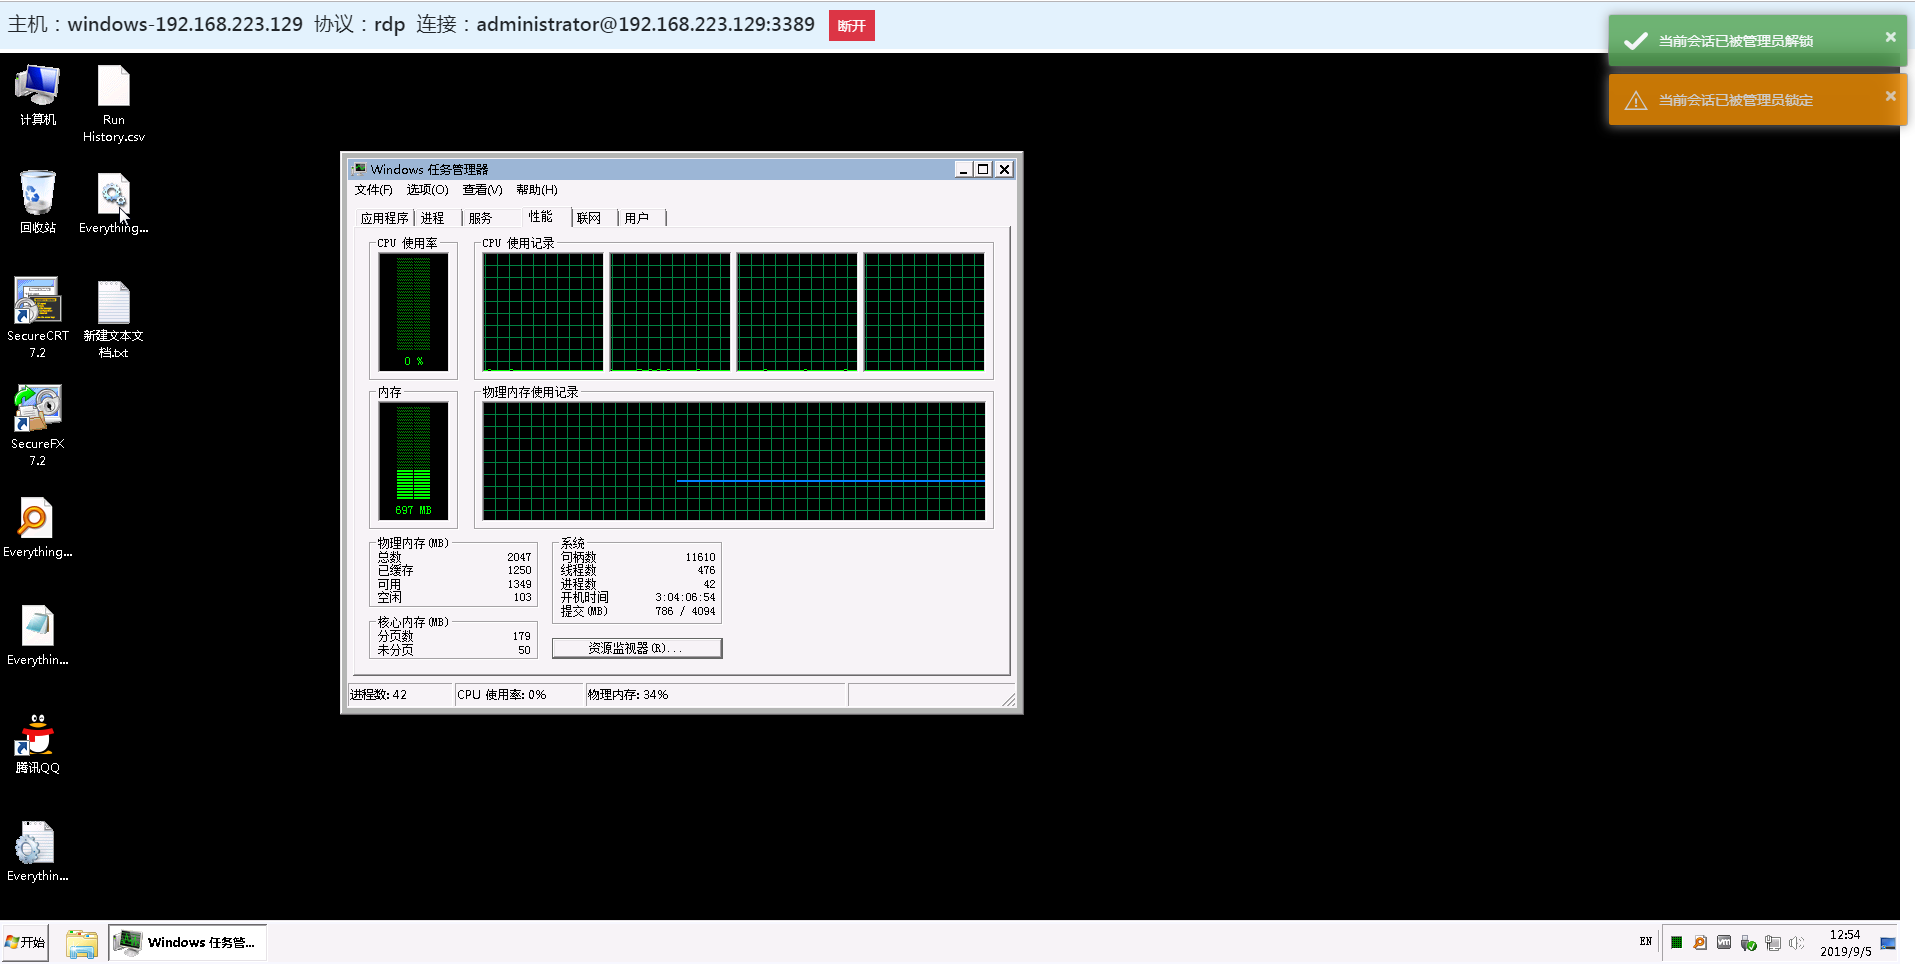 主机：windows-192.168.223.129 协议：rdp 连接：administrator@192.168.223.129:3389 断开
当前会话已被管理员解锁
当前会话已被管理员锁定
计算机
Run
History.csv
回收站
Everything...
SecureCRT
7.2
新建文本文
档.txt
SecureFX
7.2
Everything...
Everythin...
腾讯QQ
Everythin...
Windows 任务管理器
文件(F) 选项(O) 查看(V) 帮助(H)
应用程序 进程 服务 性能 联网 用户
CPU 使用率
0 %
CPU 使用记录
内存
697 MB
物理内存使用记录
物理内存(MB)
总数 2047
已缓存 1250
可用 1349
空闲 103
核心内存(MB)
分页数 179
未分页 50
系统
句柄数 11610
线程数 476
进程数 42
开机时间 3:04:06:54
提交(MB) 786 / 4094
资源监视器(R)...
进程数: 42 CPU 使用率: 0% 物理内存: 34%
开始
Windows 任务管...
EN
vm
12:54
2019/9/5